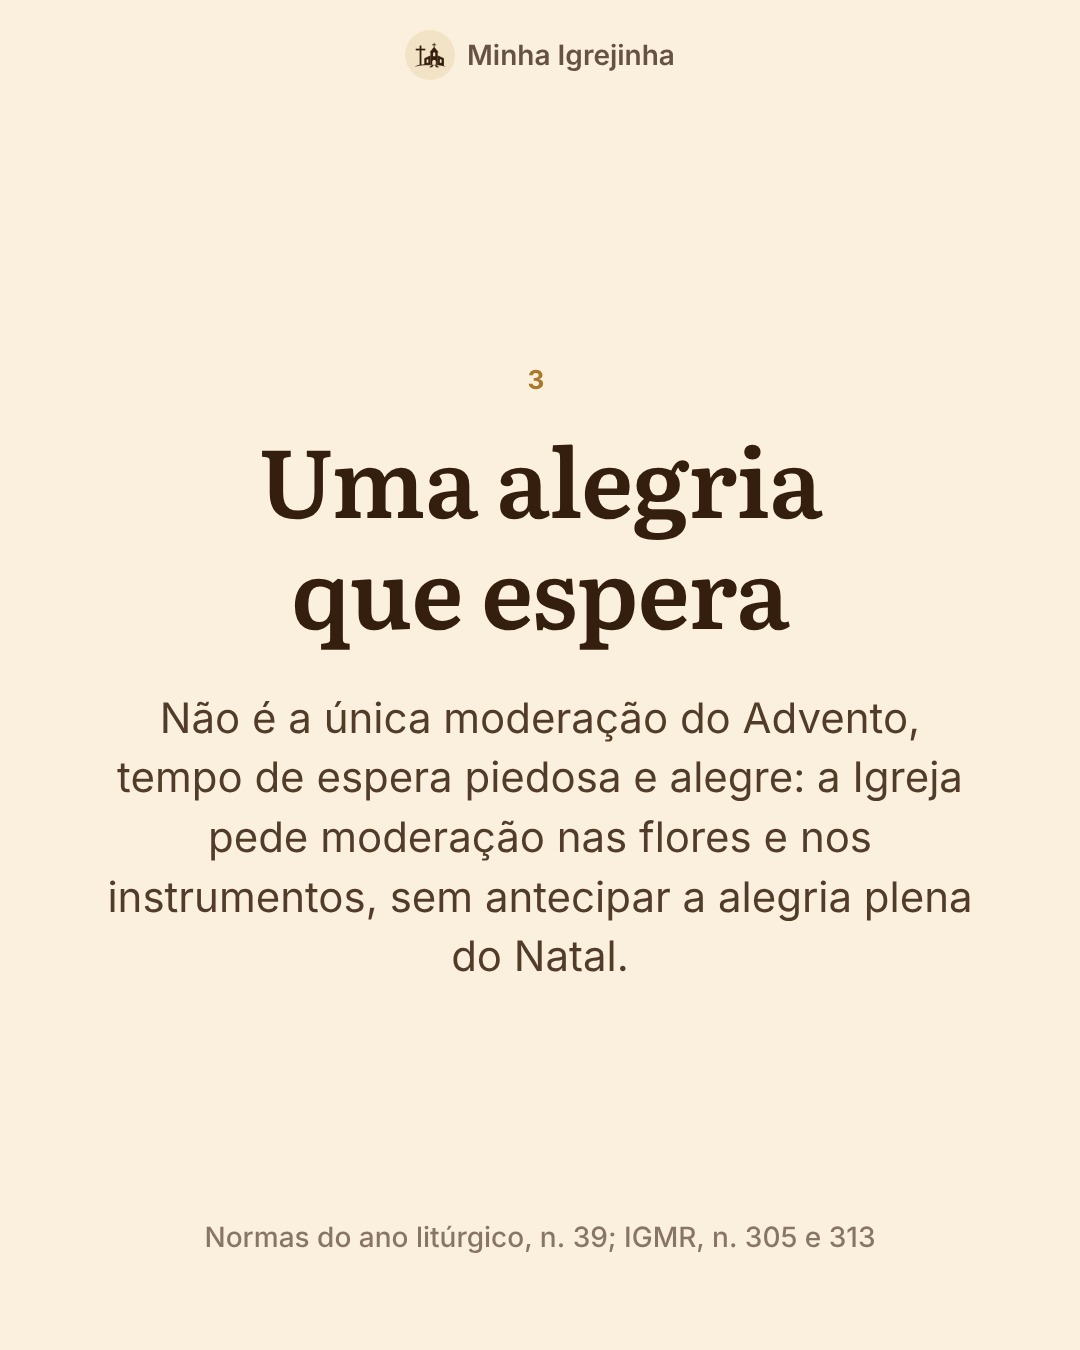 Minha Igrejinha
3
Uma alegria
que espera
Não é a única moderação do Advento,
tempo de espera piedosa e alegre: a Igreja
pede moderação nas flores e nos
instrumentos, sem antecipar a alegria plena
do Natal.
Normas do ano litúrgico, n. 39; IGMR, n. 305 e 313